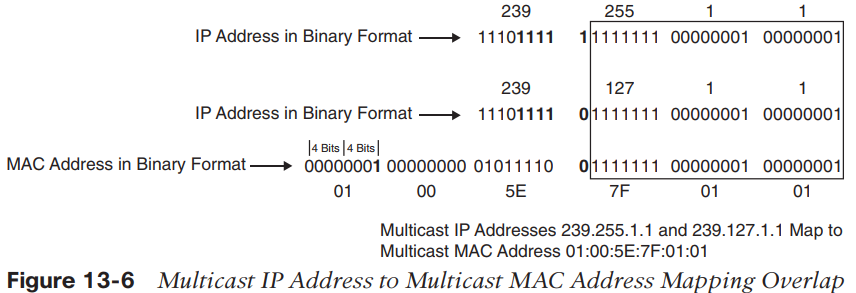 239 255 1 1
IP Address in Binary Format 11101111 11111111 00000001 00000001
239 127 1 1
IP Address in Binary Format 11101111 01111111 00000001 00000001
|4 Bits|4 Bits|
MAC Address in Binary Format 00000001 00000000 01011110 01111111 00000001 00000001
01 00 5E 7F 01 01
Multicast IP Addresses 239.255.1.1 and 239.127.1.1 Map to
Multicast MAC Address 01:00:5E:7F:01:01
Figure 13-6 Multicast IP Address to Multicast MAC Address Mapping Overlap